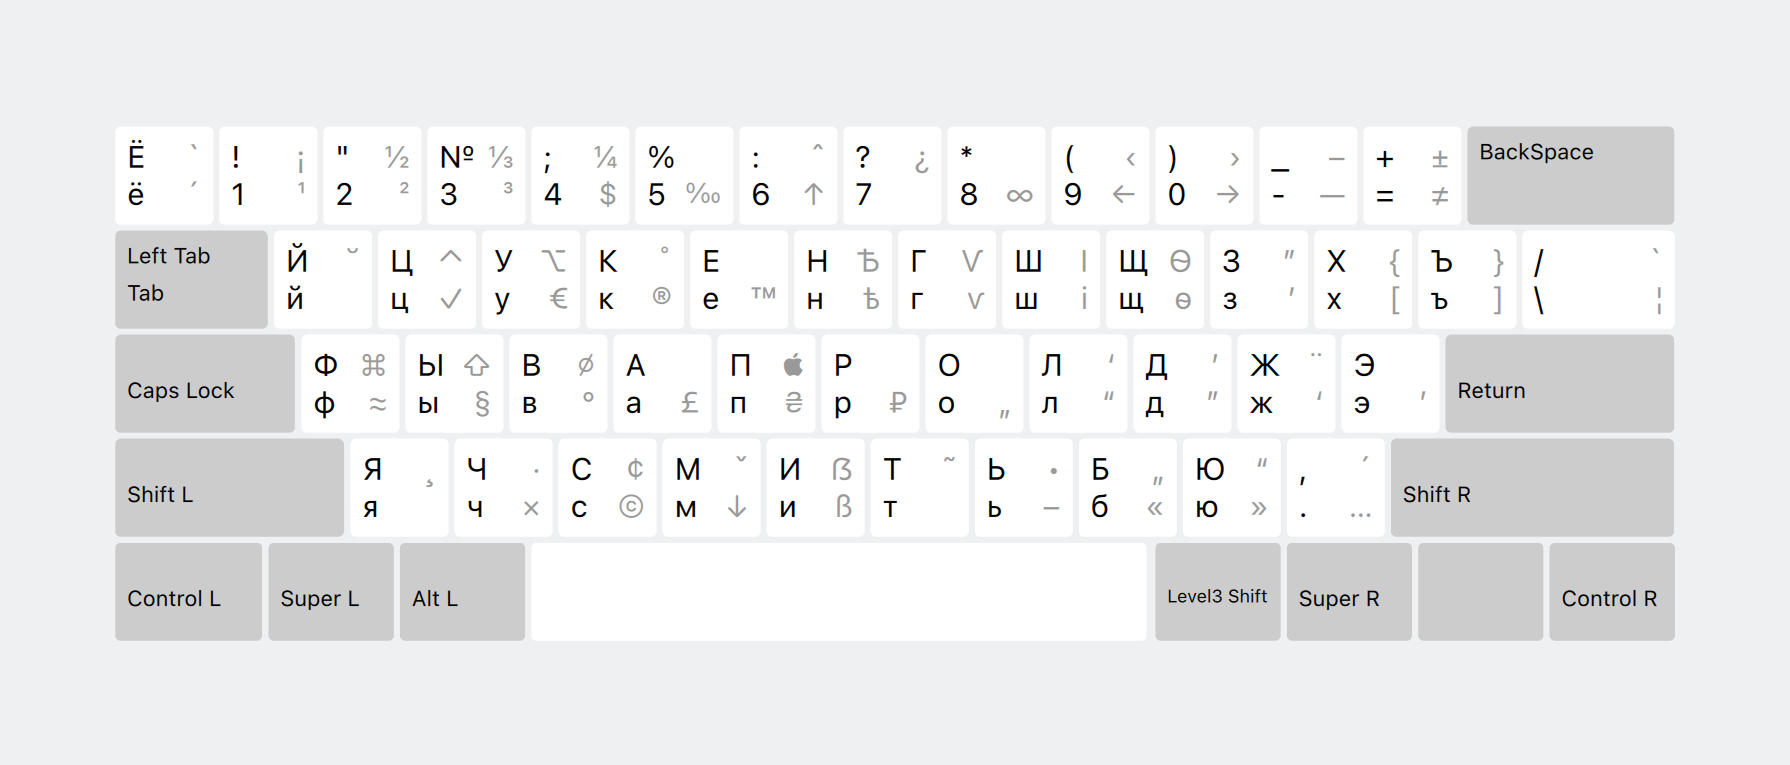 Ë ` ! ¡ " ½ № ⅓ ; ¼ % : ˆ ? ¿ * ( ‹ ) › _ – + ± BackSpace
ë ´ 1 ¹ 2 ² 3 ³ 4 $ 5 ‰ 6 ↑ 7 8 ∞ 9 ← 0 → - — = ≠
Left Tab Й ˘ Ц ^ У ⌥ К ˚ Е Н Ѣ Г Ѵ Ш І Щ Ѳ З ″ Х { Ъ } / `
Tab й ц ✓ у € к ® е ™ н ѣ г ѵ ш і щ ѳ з ′ х [ ъ ] \ ¦
Caps Lock Ф ⌘ Ы ⇧ В ∅ А П  Р О Л ‘ Д ’ Ж ¨ Э Return
ф ≈ ы § в ° а £ п ₴ р ₽ о „ л “ д ” ж ‘ э ’
Shift L Я ¸ Ч · С ¢ М ˇ И ẞ Т ˜ Ь • Б „ Ю “ , ´ Shift R
я ч × с © м ↓ и ß т ь − б « ю » . …
Control L Super L Alt L Level3 Shift Super R Control R